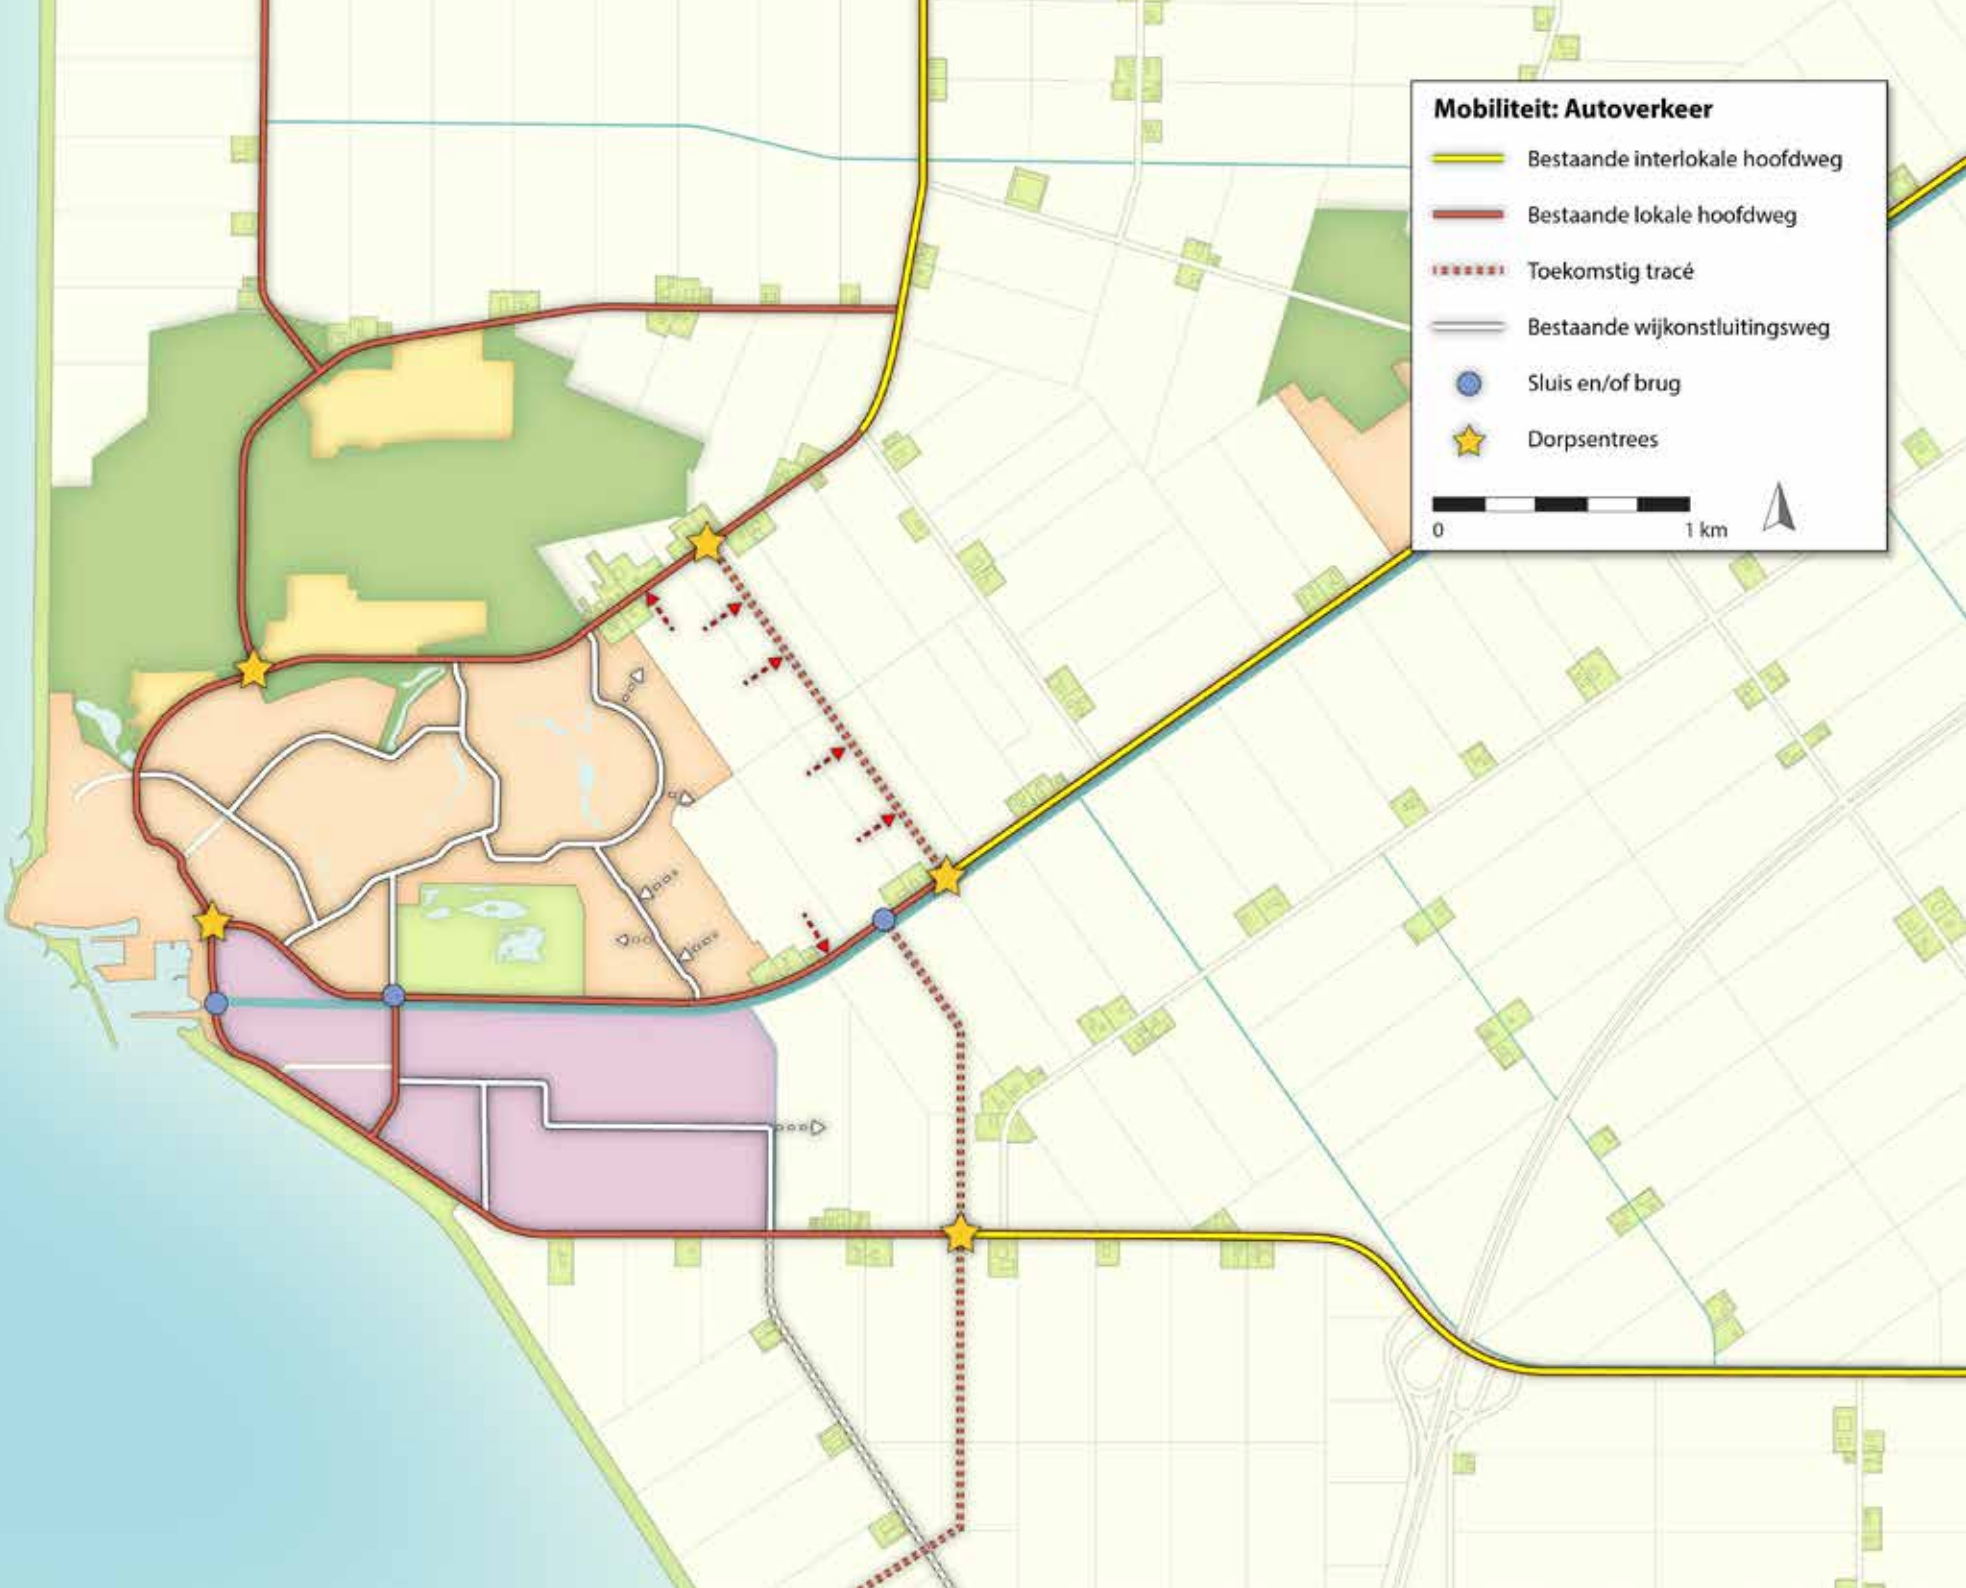 Mobiliteit: Autoverkeer
Bestaande interlokale hoofdweg
Bestaande lokale hoofdweg
Toekomstig tracé
Bestaande wijkonstluitingsweg
Sluis en/of brug
Dorpsentrees
0 1 km